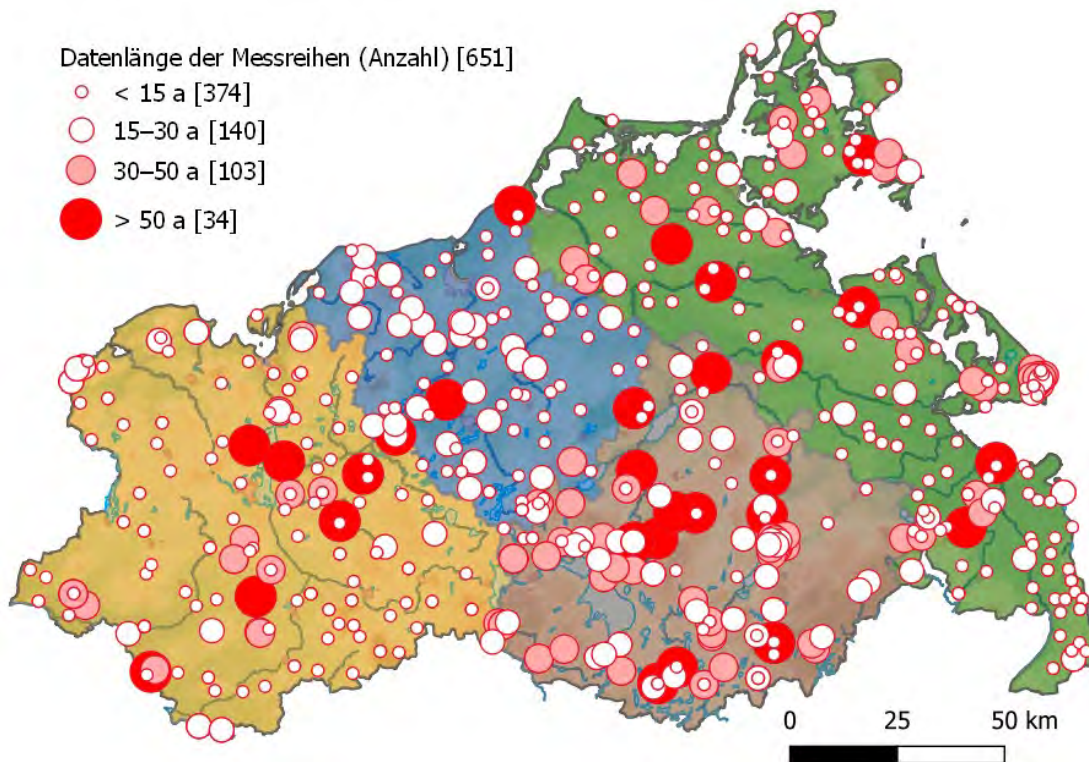 Datenlänge der Messreihen (Anzahl) [651]
< 15 a [374]
15–30 a [140]
30–50 a [103]
> 50 a [34]
0 25 50 km